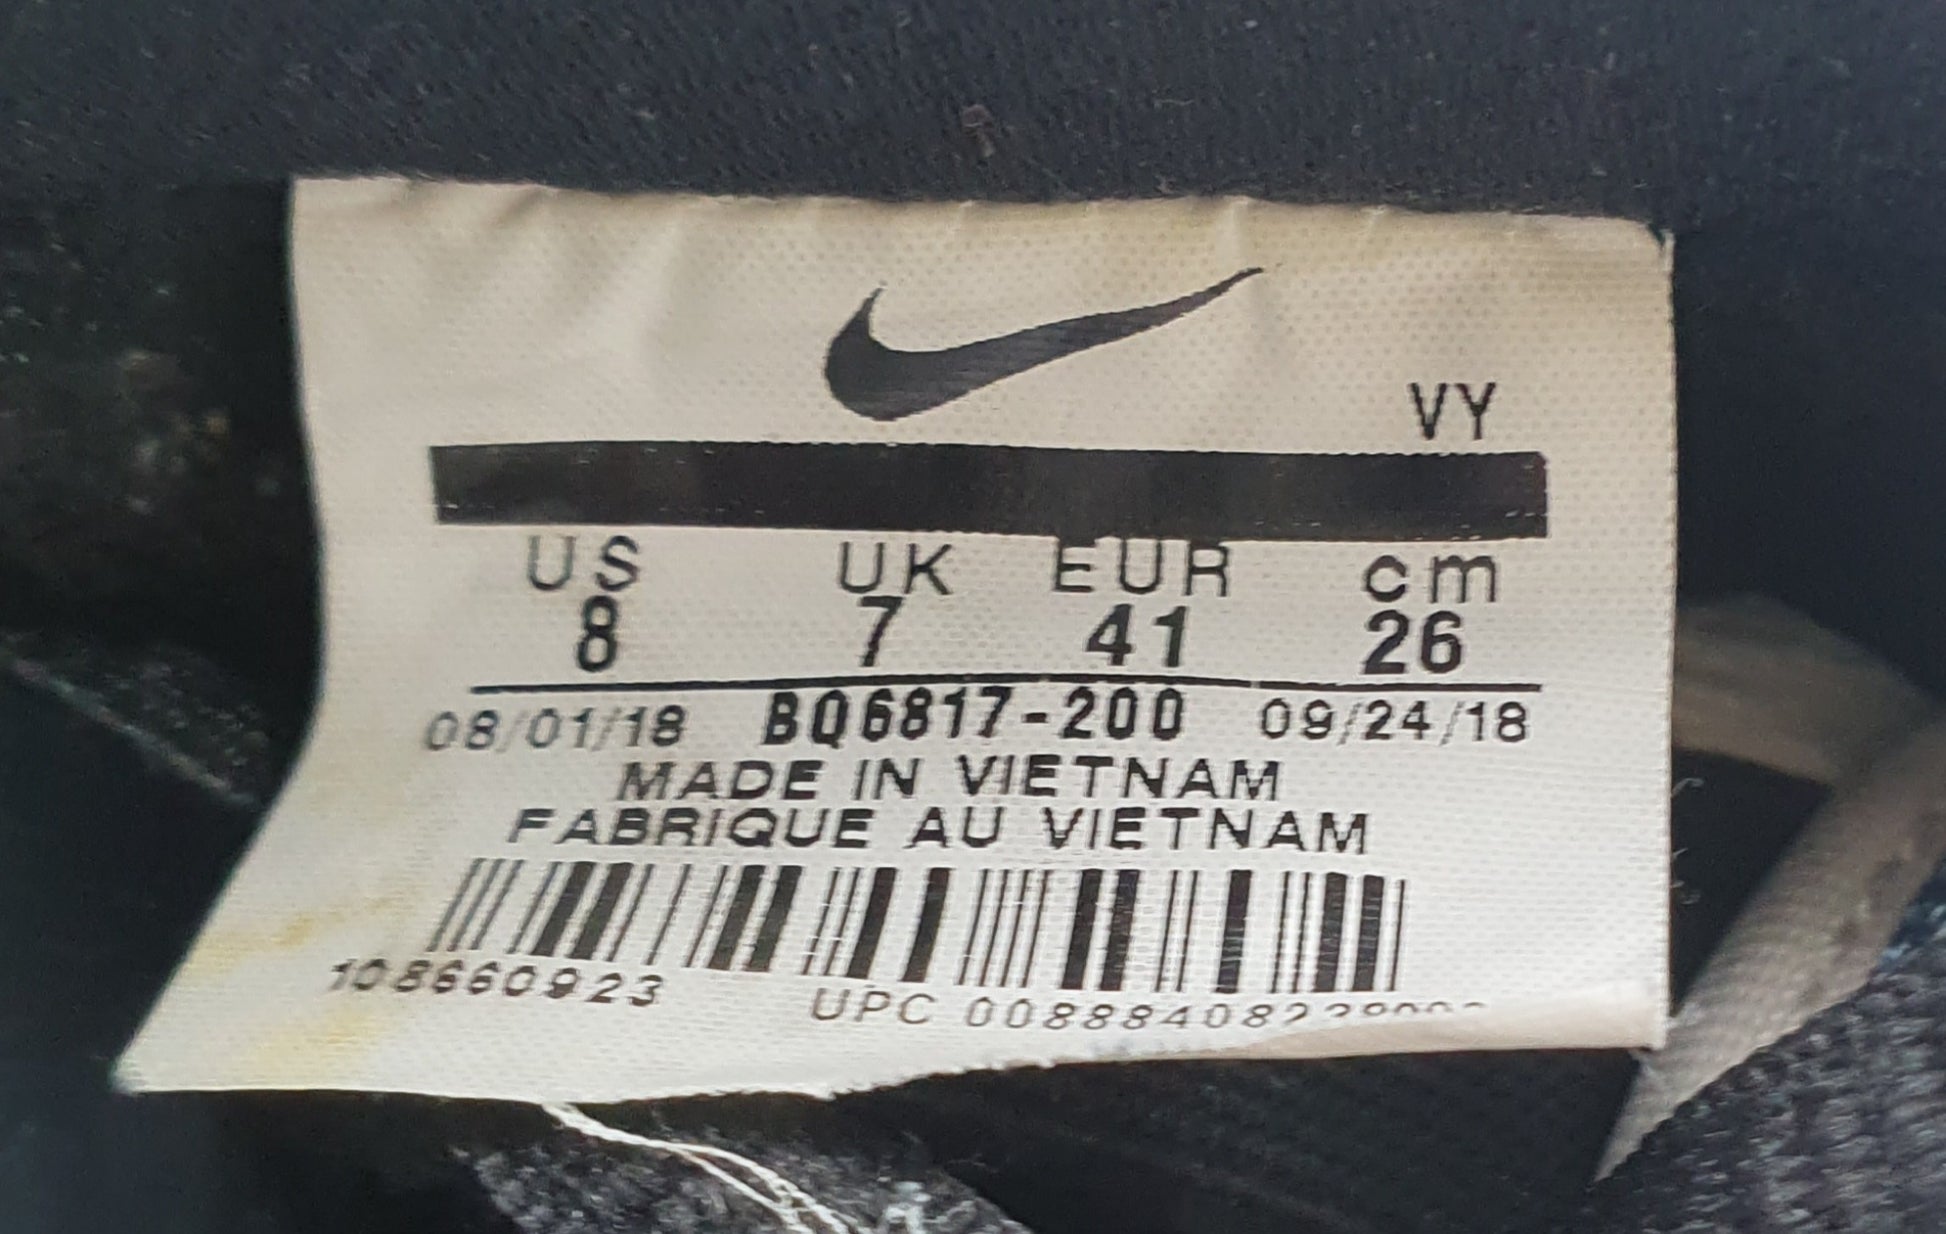 VY
US UK EUR cm
8 7 41 26
08/01/18 BQ6817-200 09/24/18
MADE IN VIETNAM
FABRIQUE AU VIETNAM
108660923 UPC